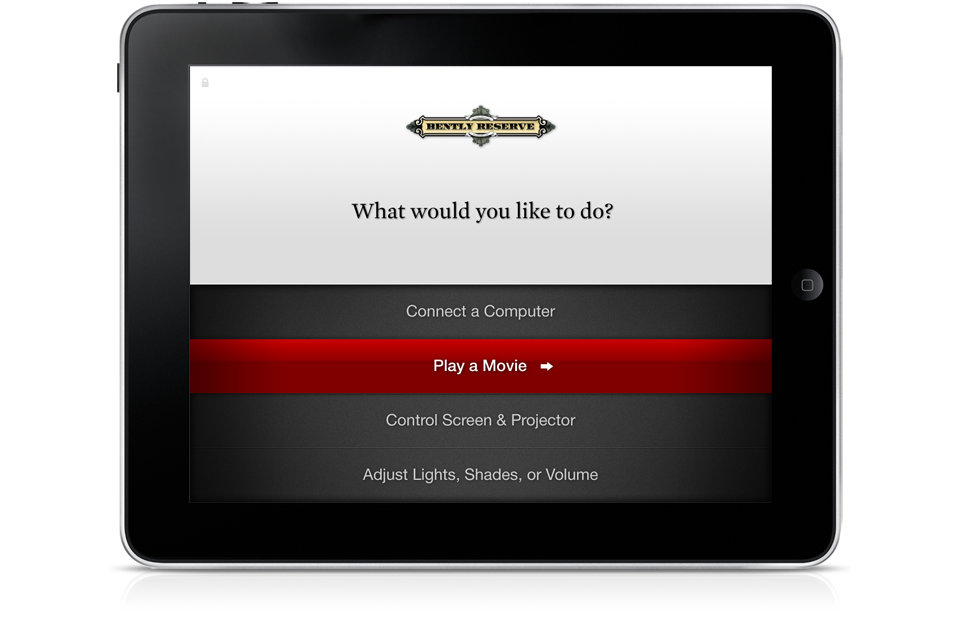 BENTLY RESERVE
What would you like to do?
Connect a Computer
Play a Movie
Control Screen & Projector
Adjust Lights, Shades, or Volume